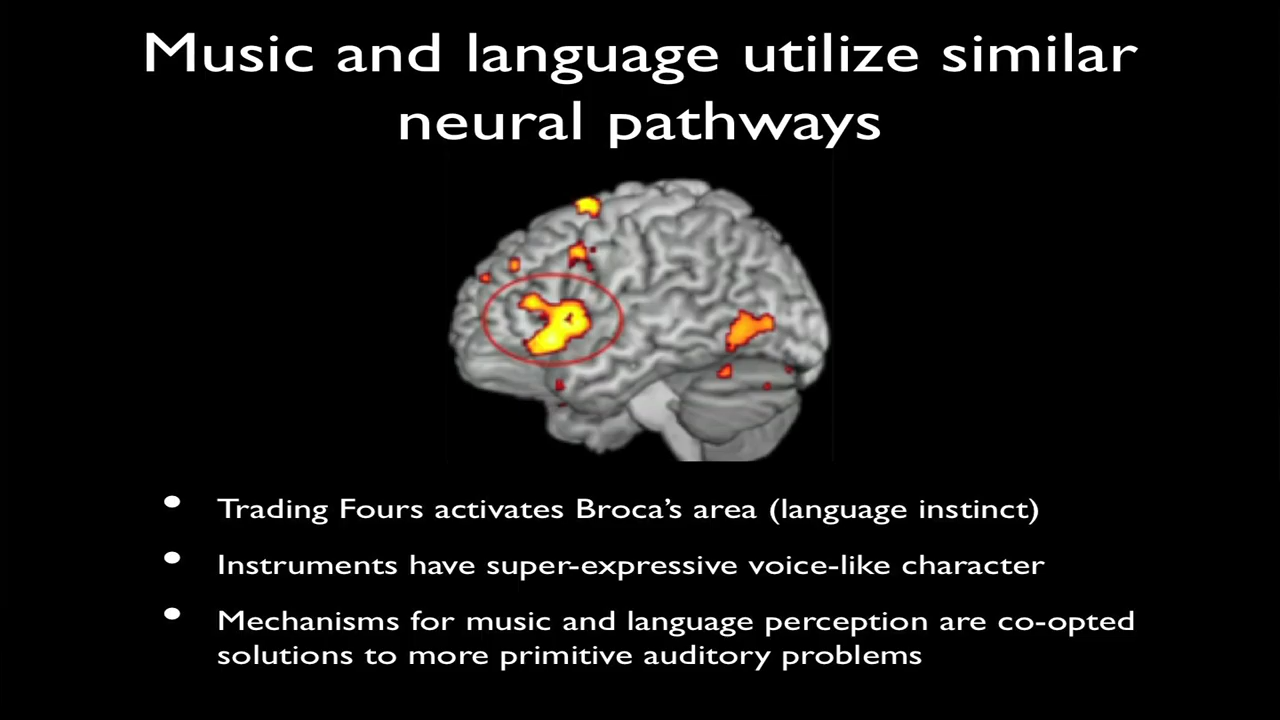 Music and language utilize similar
neural pathways
• Trading Fours activates Broca’s area (language instinct)
• Instruments have super-expressive voice-like character
• Mechanisms for music and language perception are co-opted
solutions to more primitive auditory problems